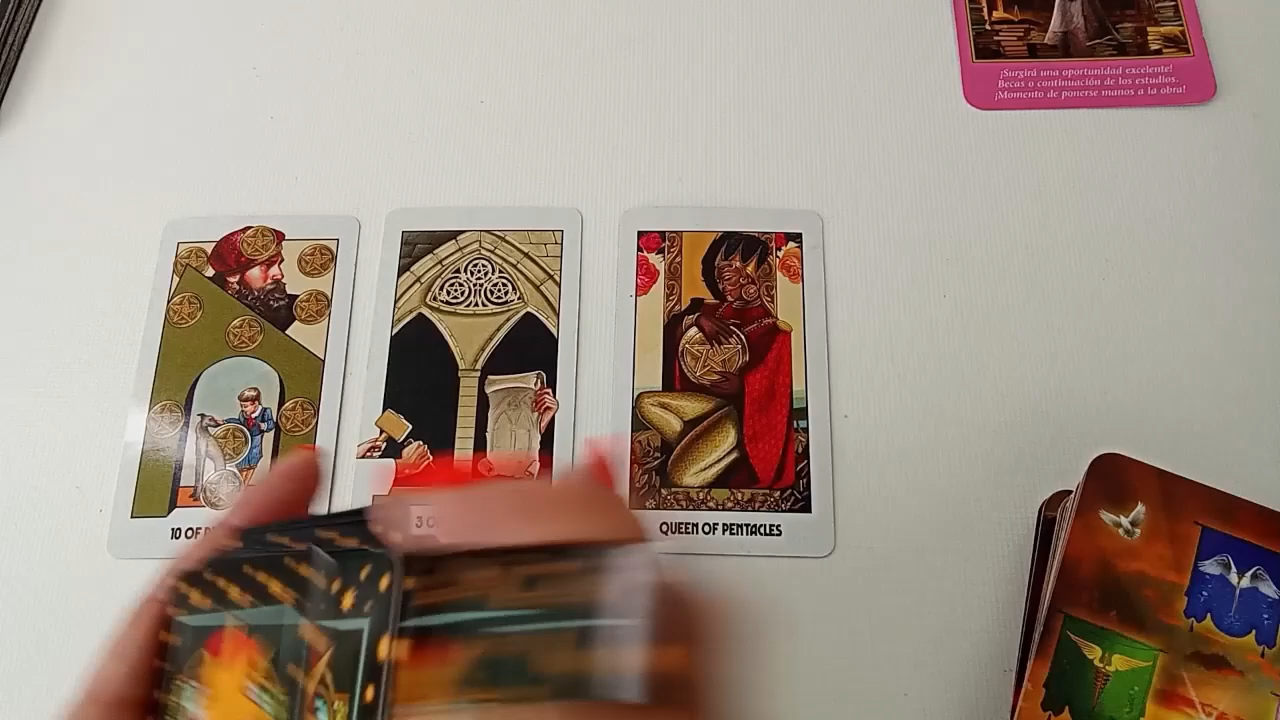 ¡Surgirá una oportunidad excelente!
Becas o continuación de los estudios.
¡Momento de ponerse manos a la obra!
10 OF
3 O
QUEEN OF PENTACLES